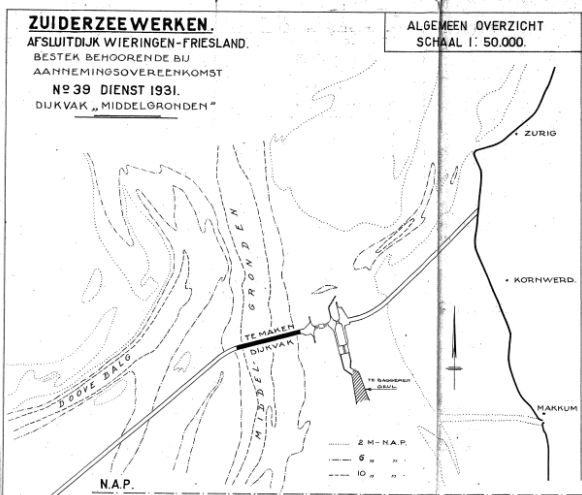 ZUIDERZEEWERKEN.
AFSLUITDIJK WIERINGEN-FRIESLAND.
BESTEK BEHOORENDE BIJ
AANNEMINGSOVEREENKOMST
Nº 39 DIENST 1931.
DIJKVAK „MIDDELGRONDEN"
ALGEMEEN OVERZICHT
SCHAAL 1: 50.000.
ZURIG
KORNWERD.
MAKKUM
MIDDEL-
GRONDEN
TE MAKEN
DIJKVAK
DOOVE BALG
TE BAGGEREN
GEUL
2 M-N.A.P.
6 „ „
10 „ „
N.A.P.